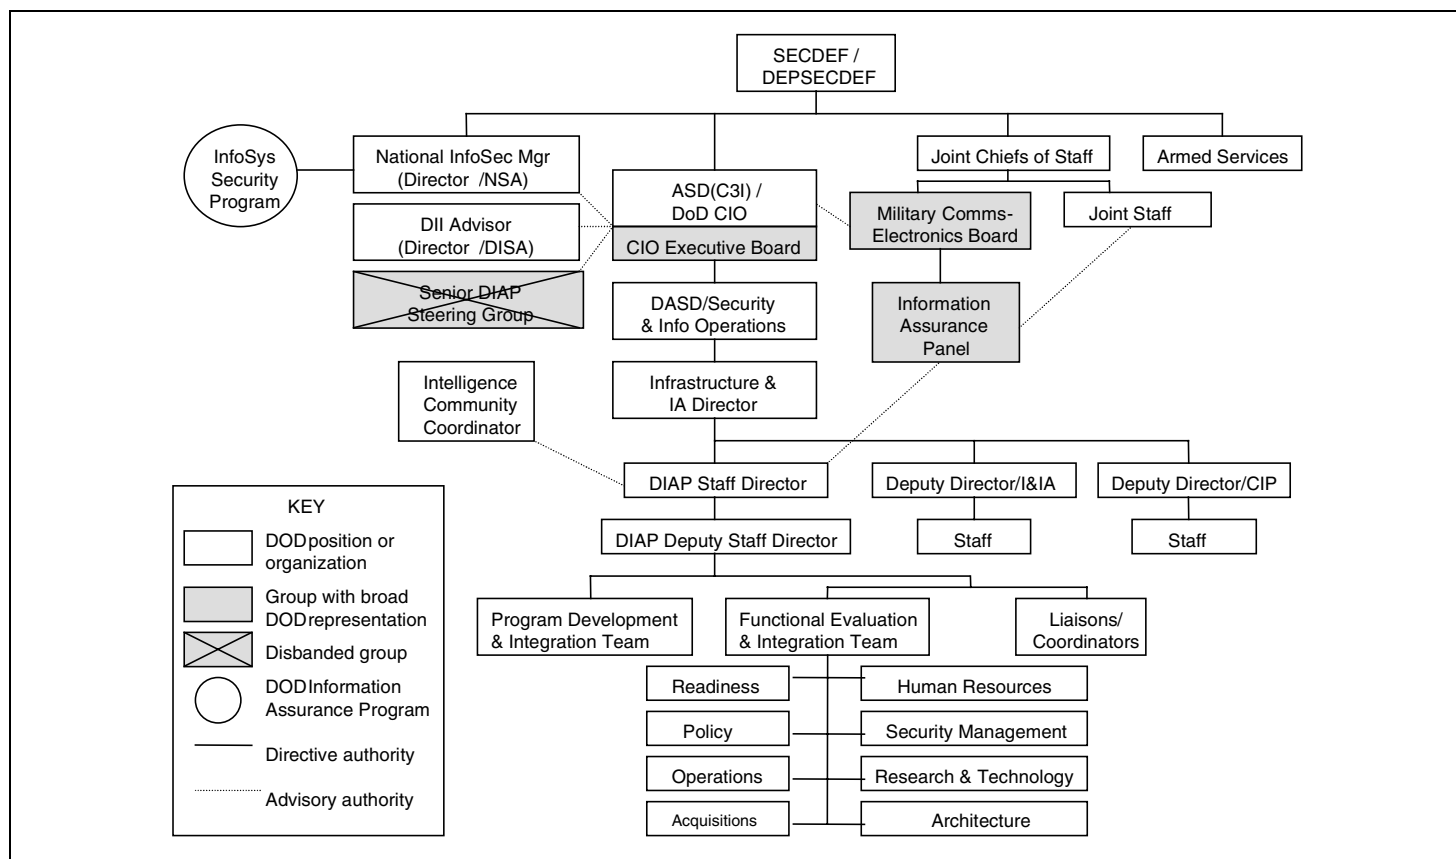 SECDEF /
DEPSECDEF
InfoSys
Security
Program
National InfoSec Mgr
(Director /NSA)
DII Advisor
(Director /DISA)
Senior DIAP
Steering Group
ASD(C3I) /
DoD CIO
CIO Executive Board
Joint Chiefs of Staff
Armed Services
Military Comms-
Electronics Board
Joint Staff
DASD/Security
& Info Operations
Information
Assurance
Panel
Intelligence
Community
Coordinator
Infrastructure &
IA Director
DIAP Staff Director
Deputy Director/I&IA
Deputy Director/CIP
DIAP Deputy Staff Director
Staff
Staff
Program Development
& Integration Team
Functional Evaluation
& Integration Team
Liaisons/
Coordinators
Readiness
Human Resources
Policy
Security Management
Operations
Research & Technology
Acquisitions
Architecture
KEY
DOD position or
organization
Group with broad
DOD representation
Disbanded group
DOD Information
Assurance Program
Directive authority
Advisory authority